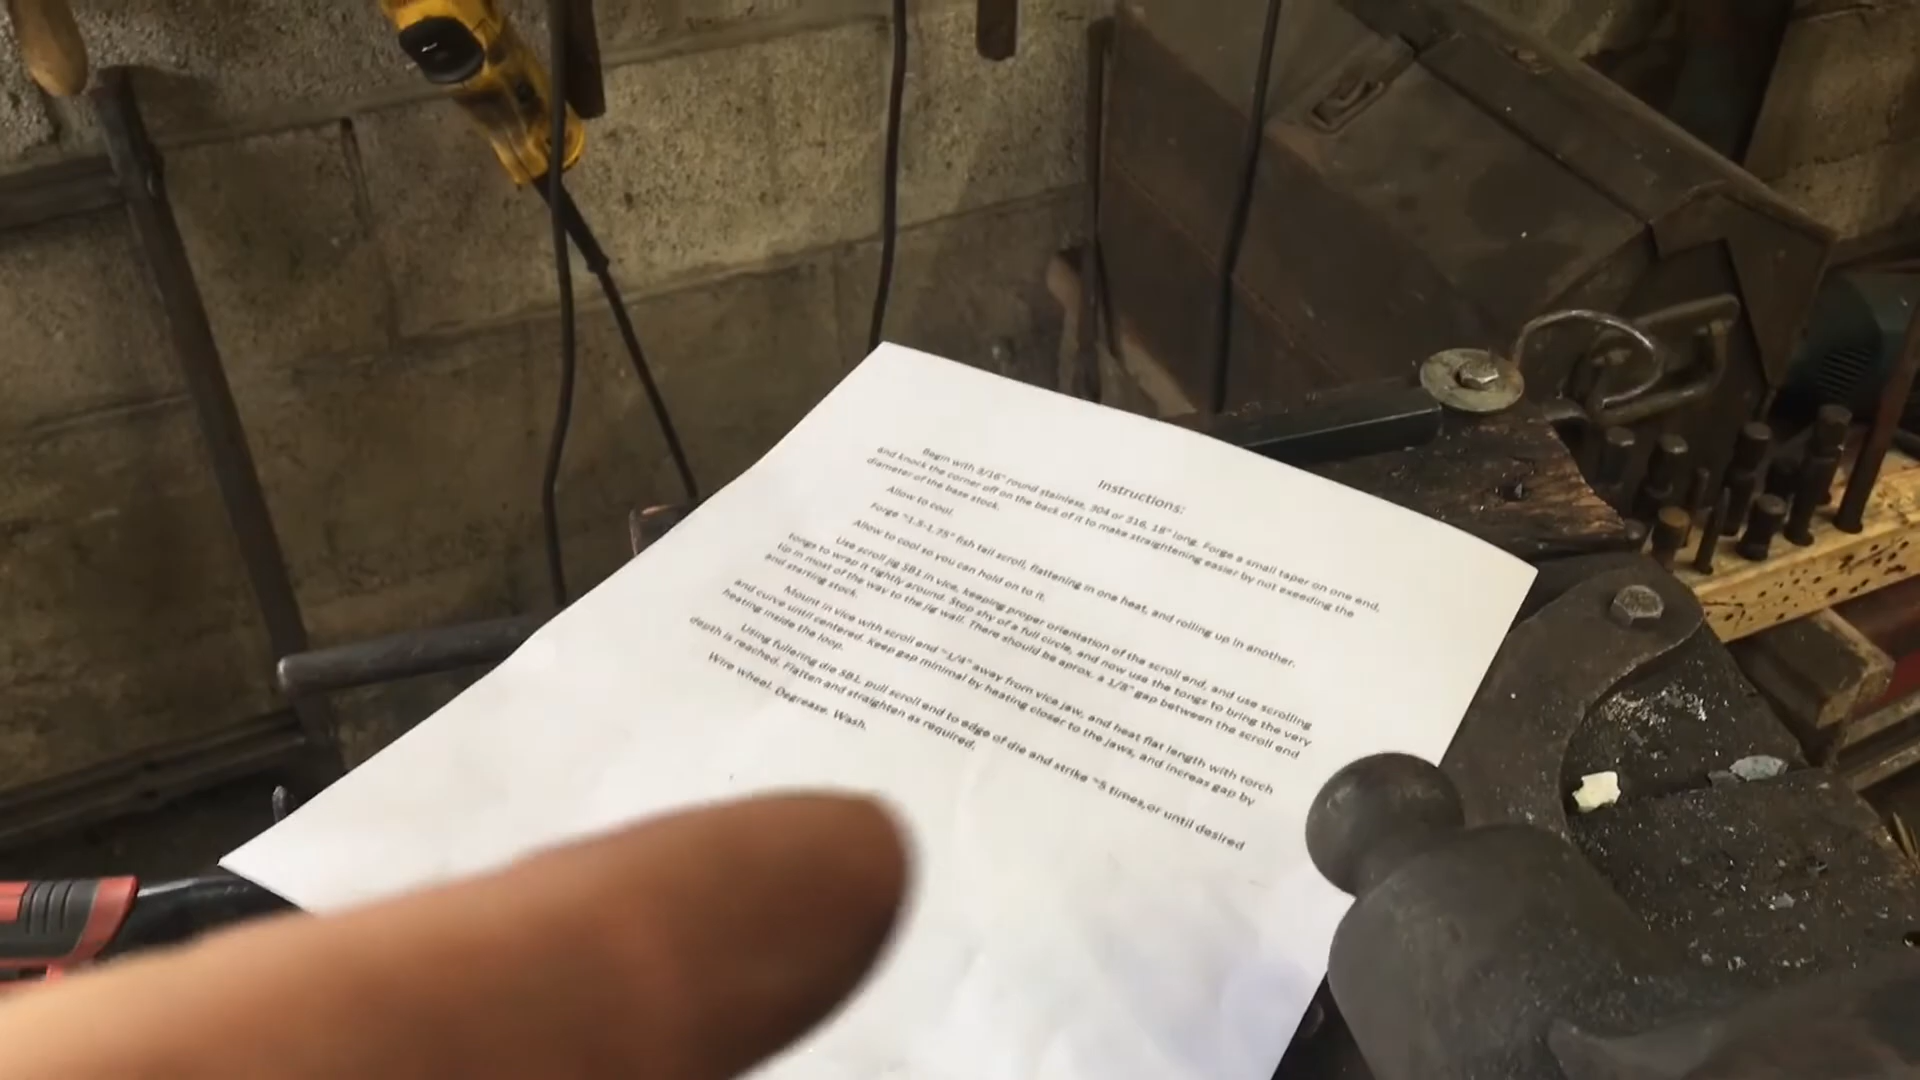 Instructions:
Begin with 3/16" round stainless, 304 or 316, 18" long. Forge a small taper on one end,
and knock the corner off on the back of it to make straightening easier by not exeeding the
diameter of the base stock.
Allow to cool.
Forge ~1.5-1.75" fish tail scroll, flattening in one heat, and rolling up in another.
Allow to cool so you can hold on to it.
Use scroll jig SB1 in vice, keeping proper orientation of the scroll end, and use scrolling
tongs to wrap it tightly around. Stop shy of a full circle, and now use the tongs to bring the very
tip in most of the way to the jig wall. There should be aprox. a 1/8" gap between the scroll end
and starting stock.
Mount in vice with scroll end ~1/4" away from vice jaw, and heat flat length with torch
and curve until centered. Keep gap minimal by heating closer to the jaws, and increas gap by
heating inside the loop.
Using fullering die SB1, pull scroll end to edge of die and strike ~5 times,or until desired
depth is reached. Flatten and straighten as required.
Wire wheel. Degrease. Wash.